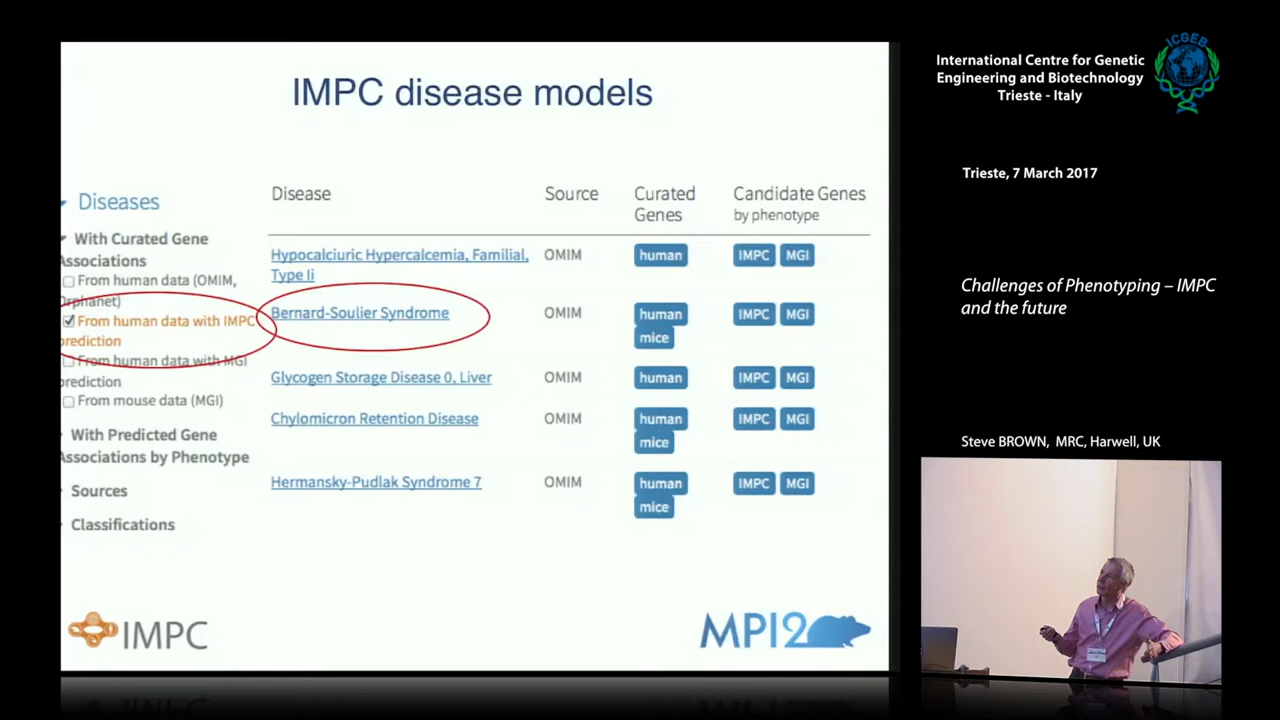 IMPC disease models
Diseases
With Curated Gene
Associations
From human data (OMIM,
Orphanet)
From human data with IMPC
prediction
From human data with MGI
prediction
From mouse data (MGI)
With Predicted Gene
Associations by Phenotype
Sources
Classifications
Disease
Source
Curated
Genes
Candidate Genes
by phenotype
Hypocalciuric Hypercalcemia, Familial,
Type Ii
OMIM
human
IMPC MGI
Bernard-Soulier Syndrome
OMIM
human
mice
IMPC MGI
Glycogen Storage Disease 0, Liver
OMIM
human
IMPC MGI
Chylomicron Retention Disease
OMIM
human
mice
IMPC MGI
Hermansky-Pudlak Syndrome 7
OMIM
human
mice
IMPC MGI
IMPC
MPI2
International Centre for Genetic
Engineering and Biotechnology
Trieste - Italy
ICGEB
Trieste, 7 March 2017
Challenges of Phenotyping – IMPC
and the future
Steve BROWN, MRC, Harwell, UK